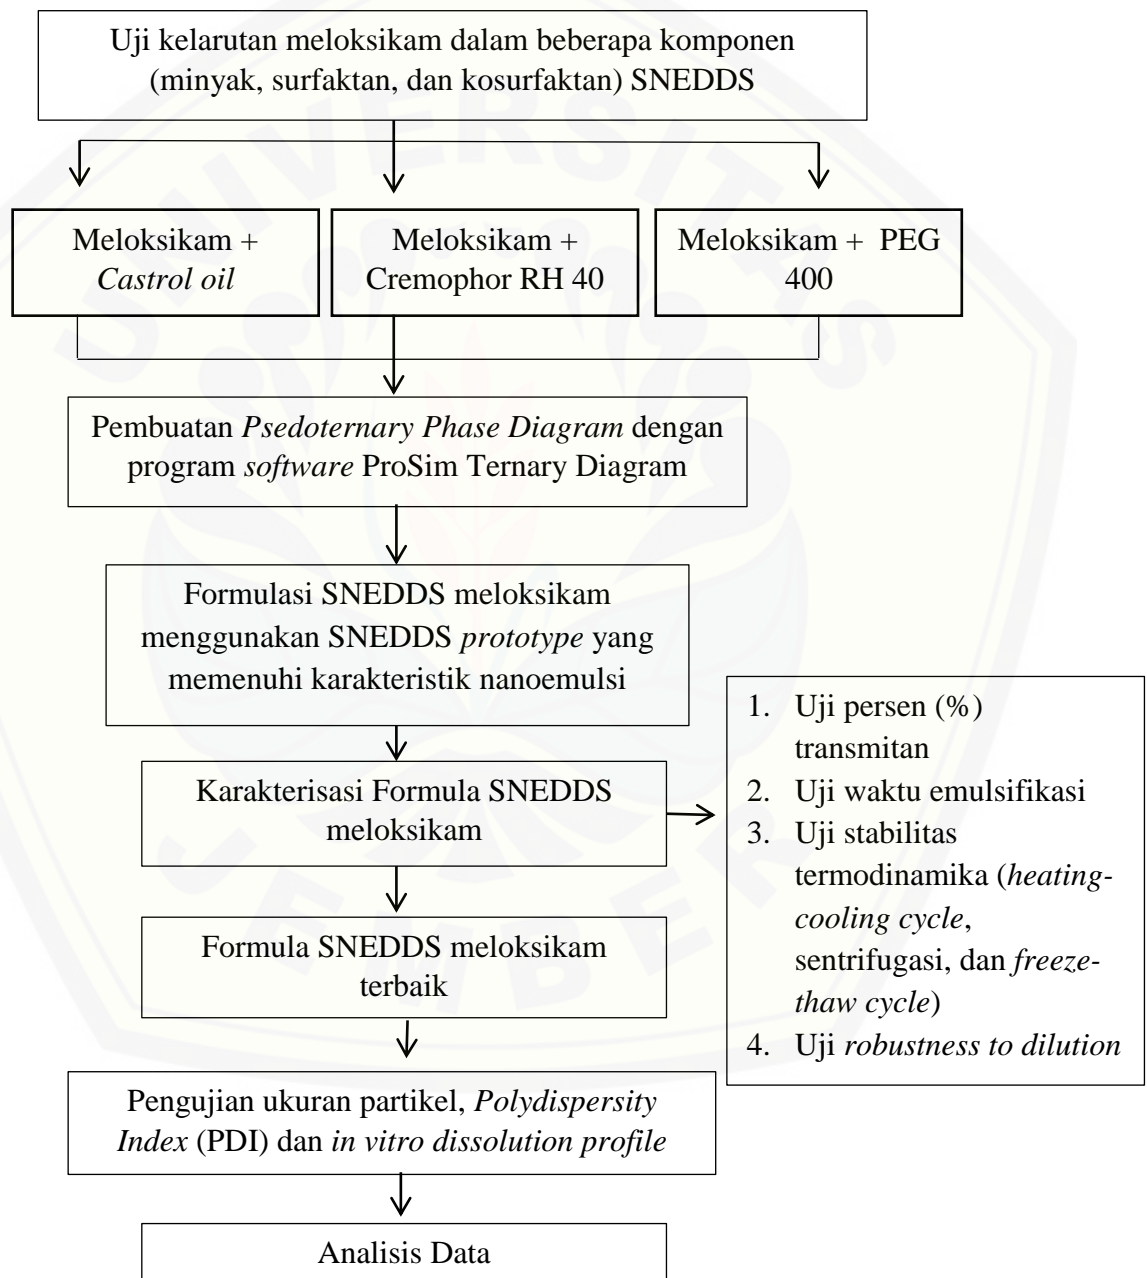 Uji kelarutan meloksikam dalam beberapa komponen
(minyak, surfaktan, dan kosurfaktan) SNEDDS
Meloksikam +
Castrol oil
Meloksikam +
Cremophor RH 40
Meloksikam + PEG
400
Pembuatan Psedoternary Phase Diagram dengan
program software ProSim Ternary Diagram
Formulasi SNEDDS meloksikam
menggunakan SNEDDS prototype yang
memenuhi karakteristik nanoemulsi
Karakterisasi Formula SNEDDS
meloksikam
1. Uji persen (%)
transmitan
2. Uji waktu emulsifikasi
3. Uji stabilitas
termodinamika (heating-
cooling cycle,
sentrifugasi, dan freeze-
thaw cycle)
4. Uji robustness to dilution
Formula SNEDDS meloksikam
terbaik
Pengujian ukuran partikel, Polydispersity
Index (PDI) dan in vitro dissolution profile
Analisis Data
UNIVERSITAS
JEMBER